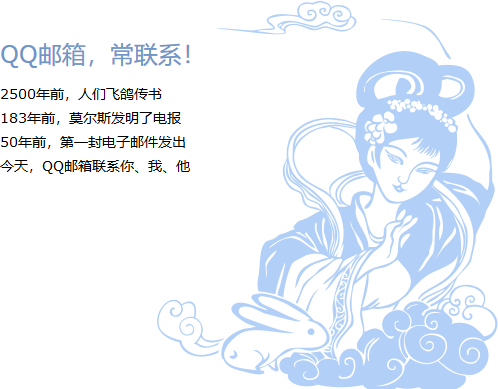 QQ邮箱，常联系！
2500年前，人们飞鸽传书
183年前，莫尔斯发明了电报
50年前，第一封电子邮件发出
今天，QQ邮箱联系你、我、他